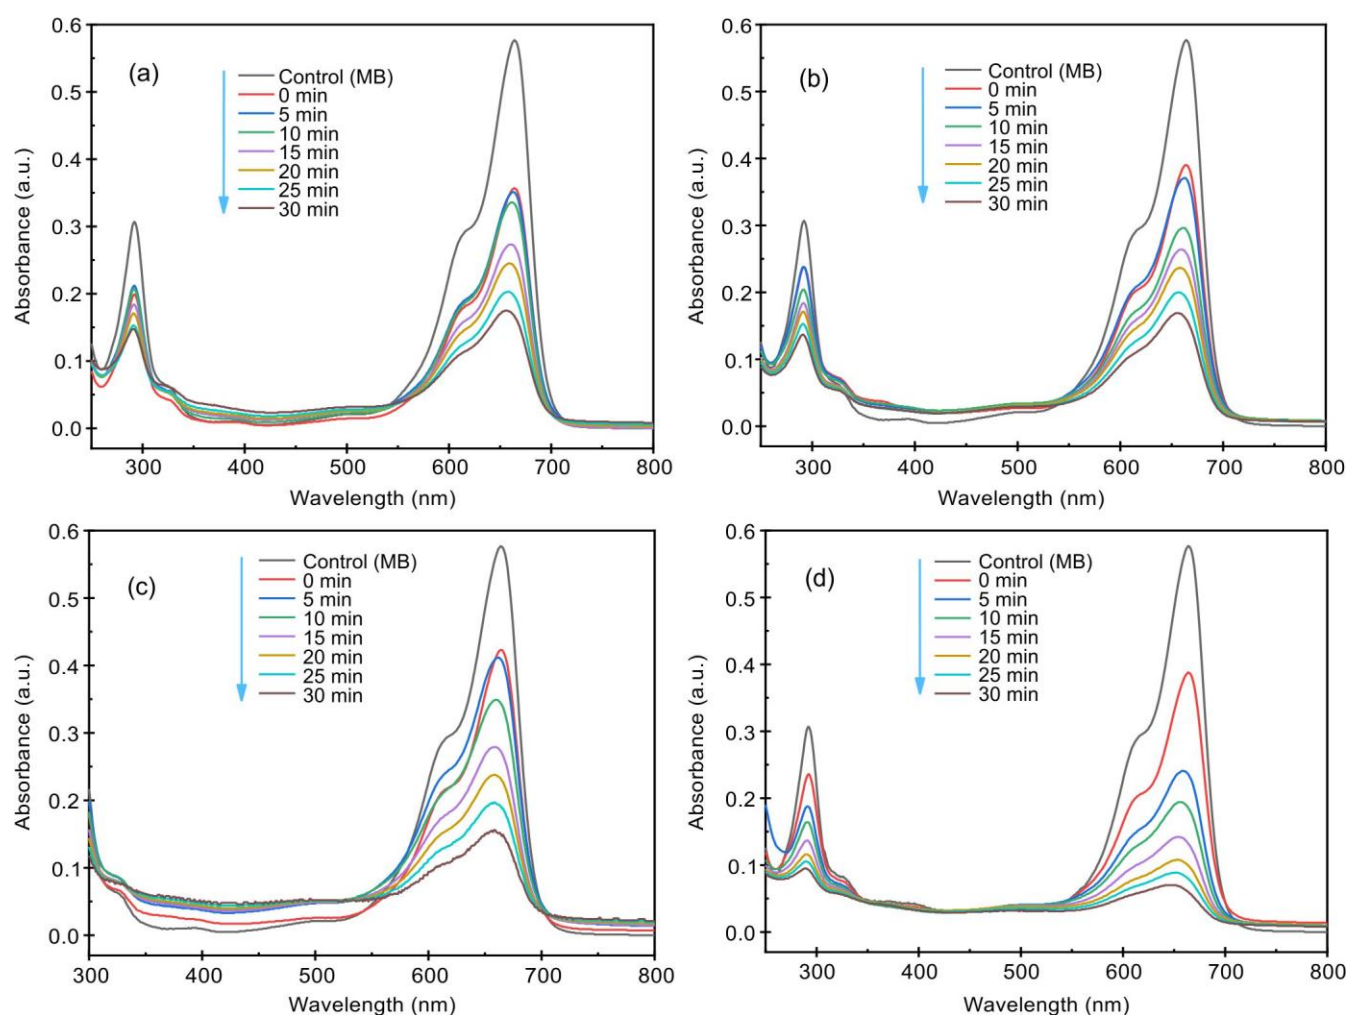 (a)
Control (MB)
0 min
5 min
10 min
15 min
20 min
25 min
30 min
Absorbance (a.u.)
0.6
0.5
0.4
0.3
0.2
0.1
0.0
300 400 500 600 700 800
Wavelength (nm)
(b)
Control (MB)
0 min
5 min
10 min
15 min
20 min
25 min
30 min
Absorbance (a.u.)
0.6
0.5
0.4
0.3
0.2
0.1
0.0
300 400 500 600 700 800
Wavelength (nm)
(c)
Control (MB)
0 min
5 min
10 min
15 min
20 min
25 min
30 min
Absorbance (a.u.)
0.6
0.5
0.4
0.3
0.2
0.1
0.0
300 400 500 600 700 800
Wavelength (nm)
(d)
Control (MB)
0 min
5 min
10 min
15 min
20 min
25 min
30 min
Absorbance (a.u.)
0.6
0.5
0.4
0.3
0.2
0.1
0.0
300 400 500 600 700 800
Wavelength (nm)